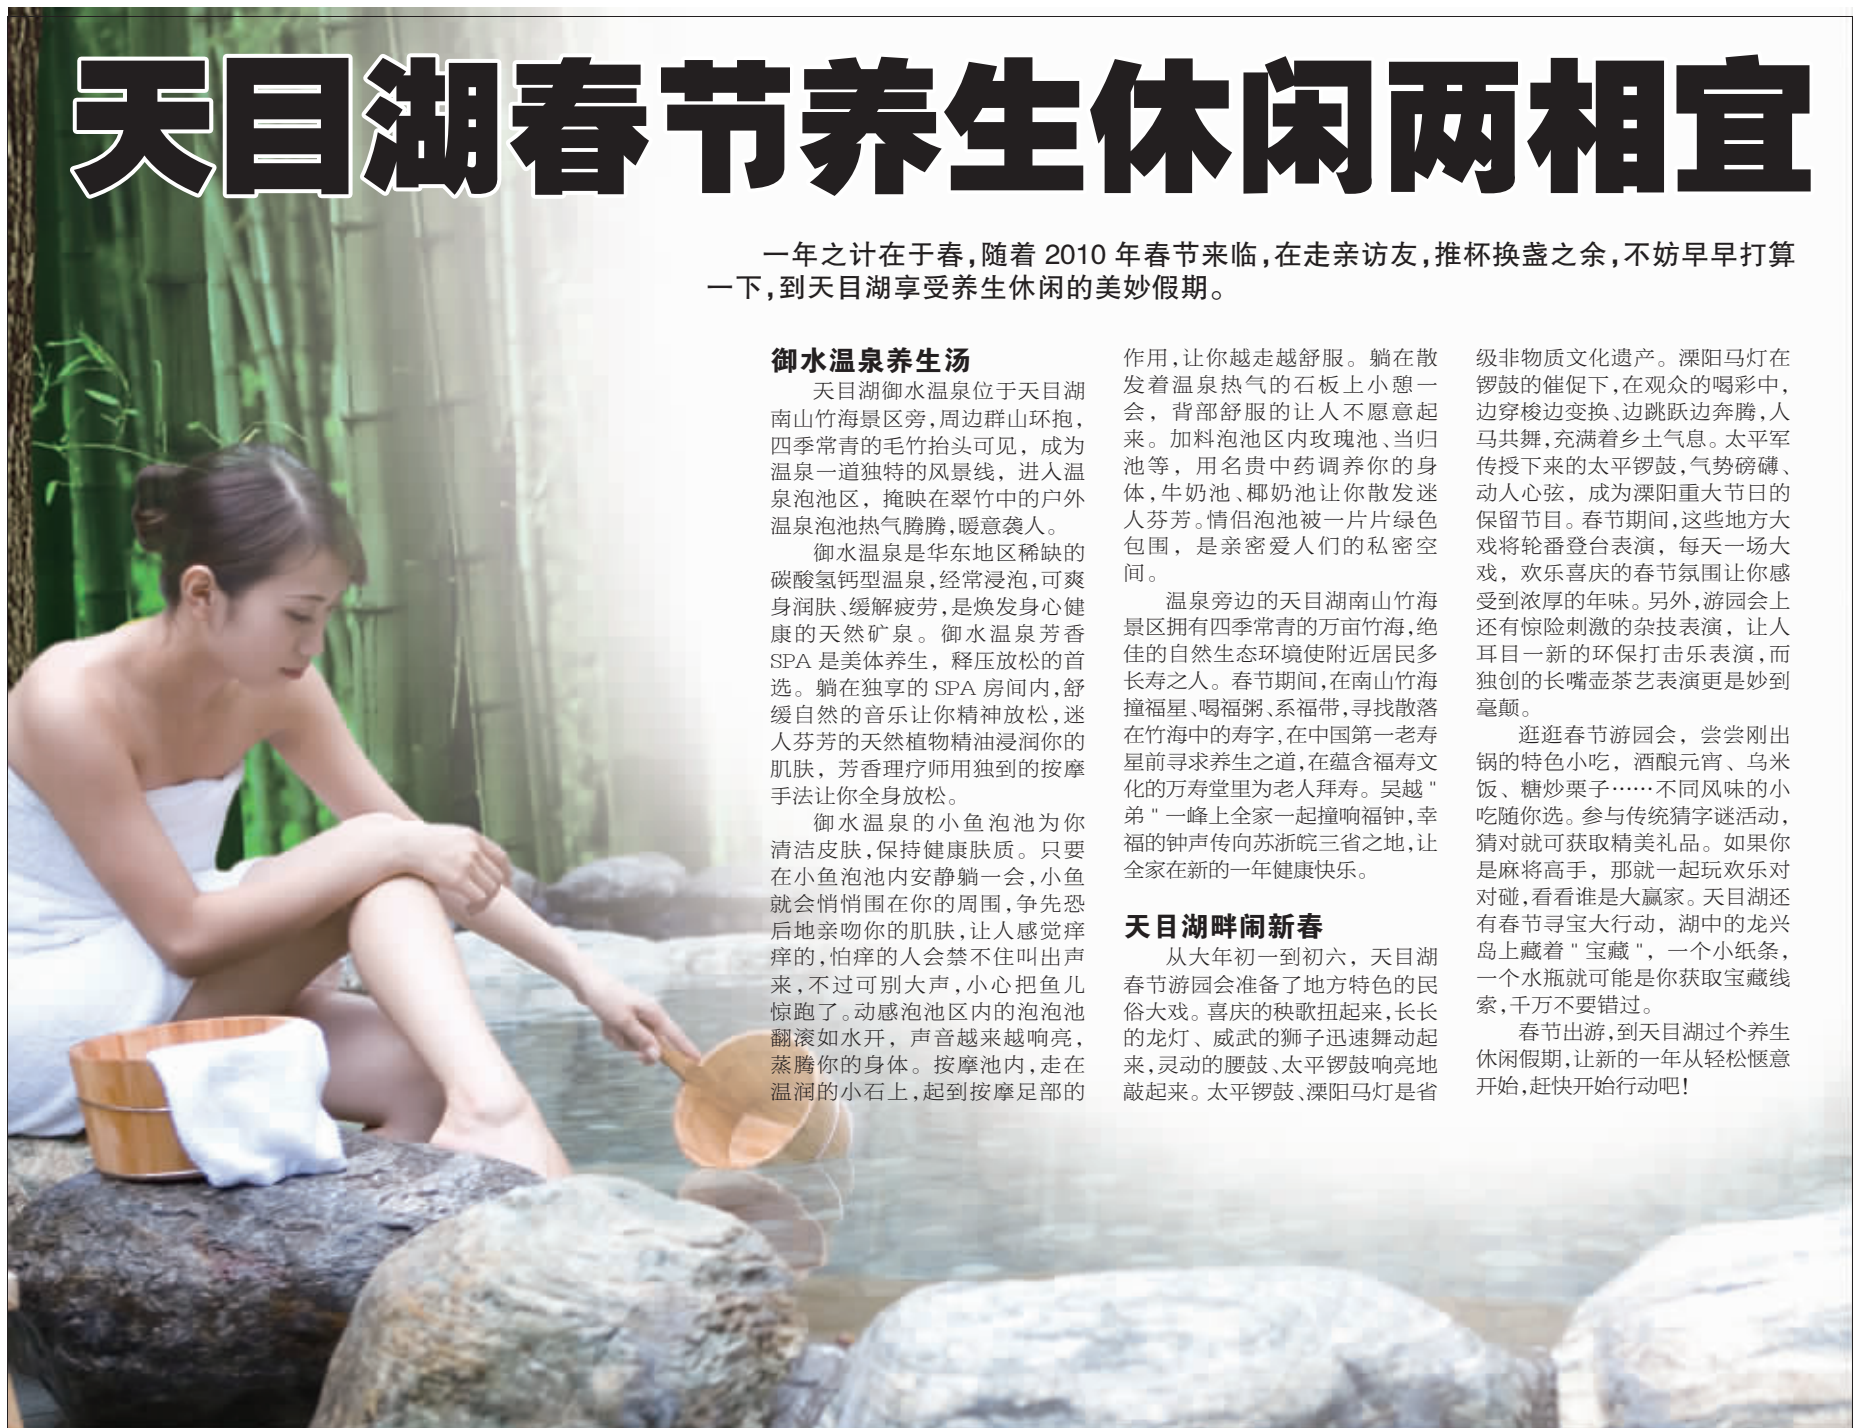 天目湖春节养生休闲两相宜
一年之计在于春，随着 2010 年春节来临，在走亲访友，推杯换盏之余，不妨早早打算
一下，到天目湖享受养生休闲的美妙假期。
御水温泉养生汤
天目湖御水温泉位于天目湖
南山竹海景区旁，周边群山环抱，
四季常青的毛竹抬头可见，成为
温泉一道独特的风景线，进入温
泉泡池区，掩映在翠竹中的户外
温泉泡池热气腾腾，暖意袭人。
御水温泉是华东地区稀缺的
碳酸氢钙型温泉，经常浸泡，可爽
身润肤、缓解疲劳，是焕发身心健
康的天然矿泉。御水温泉芳香
SPA 是美体养生，释压放松的首
选。躺在独享的 SPA 房间内，舒
缓自然的音乐让你精神放松，迷
人芬芳的天然植物精油浸润你的
肌肤，芳香理疗师用独到的按摩
手法让你全身放松。
御水温泉的小鱼泡池为你
清洁皮肤，保持健康肤质。只要
在小鱼泡池内安静躺一会，小鱼
就会悄悄围在你的周围，争先恐
后地亲吻你的肌肤，让人感觉痒
痒的，怕痒的人会禁不住叫出声
来，不过可别大声，小心把鱼儿
惊跑了。动感泡池区内的泡泡池
翻滚如水开，声音越来越响亮，
蒸腾你的身体。按摩池内，走在
温润的小石上，起到按摩足部的
作用，让你越走越舒服。躺在散
发着温泉热气的石板上小憩一
会，背部舒服的让人不愿意起
来。加料泡池区内玫瑰池、当归
池等，用名贵中药调养你的身
体，牛奶池、椰奶池让你散发迷
人芬芳。情侣泡池被一片片绿色
包围，是亲密爱人们的私密空
间。
温泉旁边的天目湖南山竹海
景区拥有四季常青的万亩竹海，绝
佳的自然生态环境使附近居民多
长寿之人。春节期间，在南山竹海
撞福星、喝福粥、系福带，寻找散落
在竹海中的寿字，在中国第一老寿
星前寻求养生之道，在蕴含福寿文
化的万寿堂里为老人拜寿。吴越"
弟"一峰上全家一起撞响福钟，幸
福的钟声传向苏浙皖三省之地，让
全家在新的一年健康快乐。
天目湖畔闹新春
从大年初一到初六，天目湖
春节游园会准备了地方特色的民
俗大戏。喜庆的秧歌扭起来，长长
的龙灯、威武的狮子迅速舞动起
来，灵动的腰鼓、太平锣鼓响亮地
敲起来。太平锣鼓、溧阳马灯是省
级非物质文化遗产。溧阳马灯在
锣鼓的催促下，在观众的喝彩中，
边穿梭边变换、边跳跃边奔腾，人
马共舞，充满着乡土气息。太平军
传授下来的太平锣鼓，气势磅礴、
动人心弦，成为溧阳重大节日的
保留节目。春节期间，这些地方大
戏将轮番登台表演，每天一场大
戏，欢乐喜庆的春节氛围让你感
受到浓厚的年味。另外，游园会上
还有惊险刺激的杂技表演，让人
耳目一新的环保打击乐表演，而
独创的长嘴壶茶艺表演更是妙到
毫颠。
逛逛春节游园会，尝尝刚出
锅的特色小吃，酒酿元宵、乌米
饭、糖炒栗子……不同风味的小
吃随你选。参与传统猜字谜活动，
猜对就可获取精美礼品。如果你
是麻将高手，那就一起玩欢乐对
对碰，看看谁是大赢家。天目湖还
有春节寻宝大行动，湖中的龙兴
岛上藏着"宝藏"，一个小纸条，
一个水瓶就可能是你获取宝藏线
索，千万不要错过。
春节出游，到天目湖过个养生
休闲假期，让新的一年从轻松惬意
开始，赶快开始行动吧！